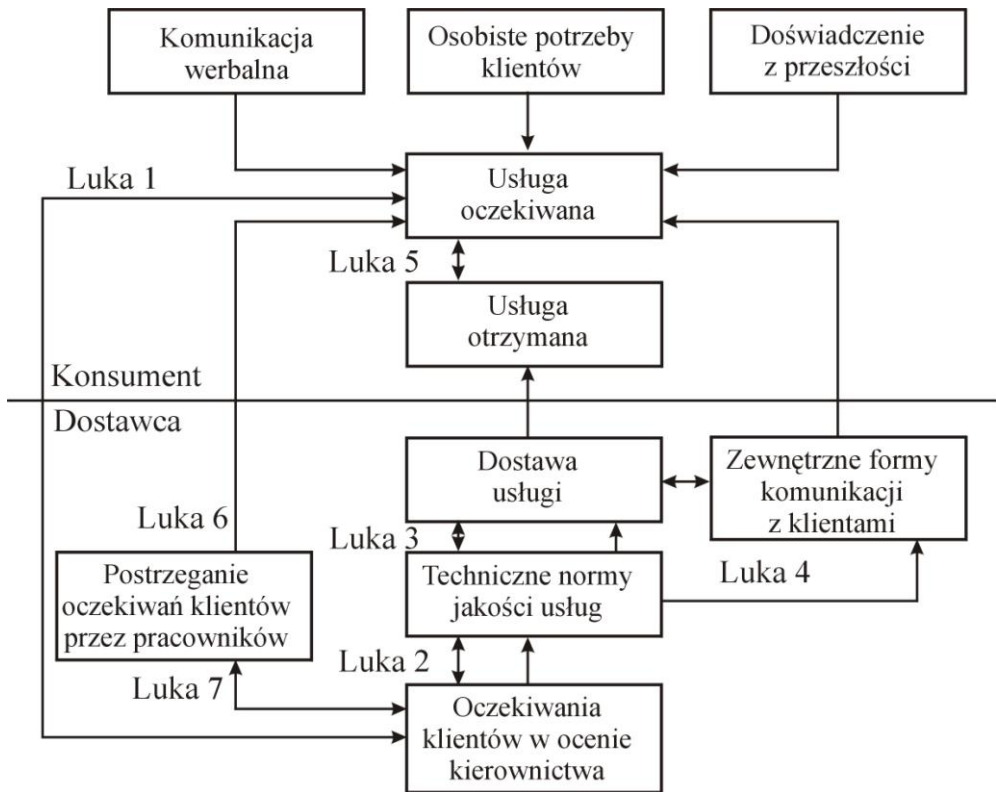 Komunikacja
werbalna
Osobiste potrzeby
klientów
Doświadczenie
z przeszłości
Luka 1
Usługa
oczekiwana
Luka 5
Usługa
otrzymana
Konsument
Dostawca
Dostawa
usługi
Zewnętrzne formy
komunikacji
z klientami
Luka 6
Luka 3
Postrzeganie
oczekiwań klientów
przez pracowników
Techniczne normy
jakości usług
Luka 4
Luka 2
Luka 7
Oczekiwania
klientów w ocenie
kierownictwa